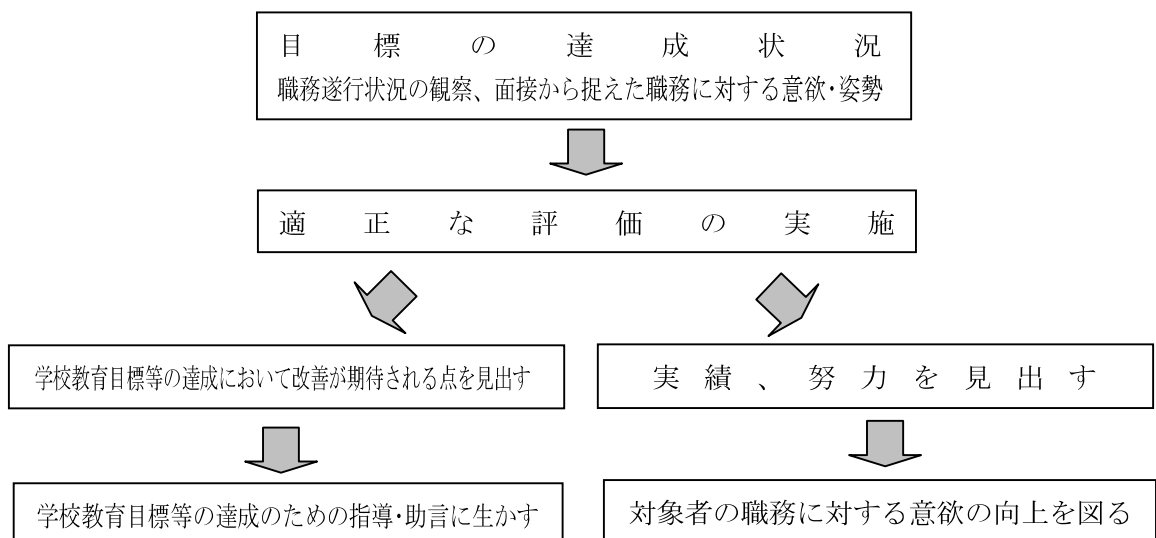 目標の達成状況
職務遂行状況の観察、面接から捉えた職務に対する意欲・姿勢
適正な評価の実施
学校教育目標等の達成において改善が期待される点を見出す
実績、努力を見出す
学校教育目標等の達成のための指導・助言に生かす
対象者の職務に対する意欲の向上を図る